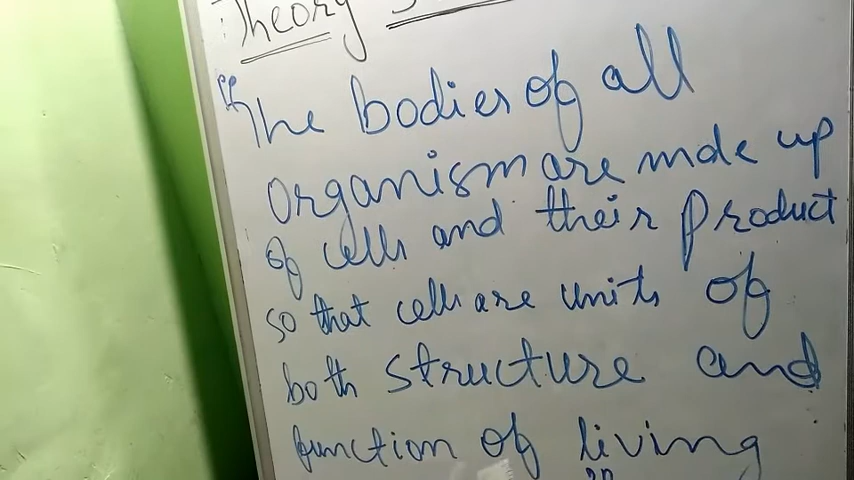 : Theory
"The bodies of all
organism are mde up
of cells and their product
so that cells are units of
both structure and
function of living